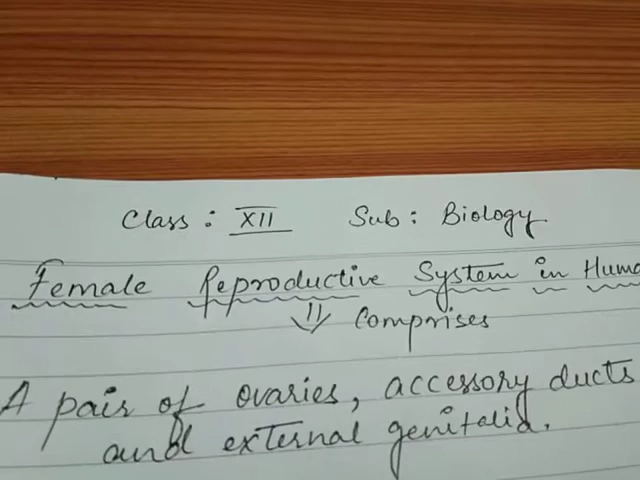 Class : XII Sub : Biology
Female Reproductive System in Huma
⇓ Comprises
A pair of ovaries, accessory ducts
and external genitalia.